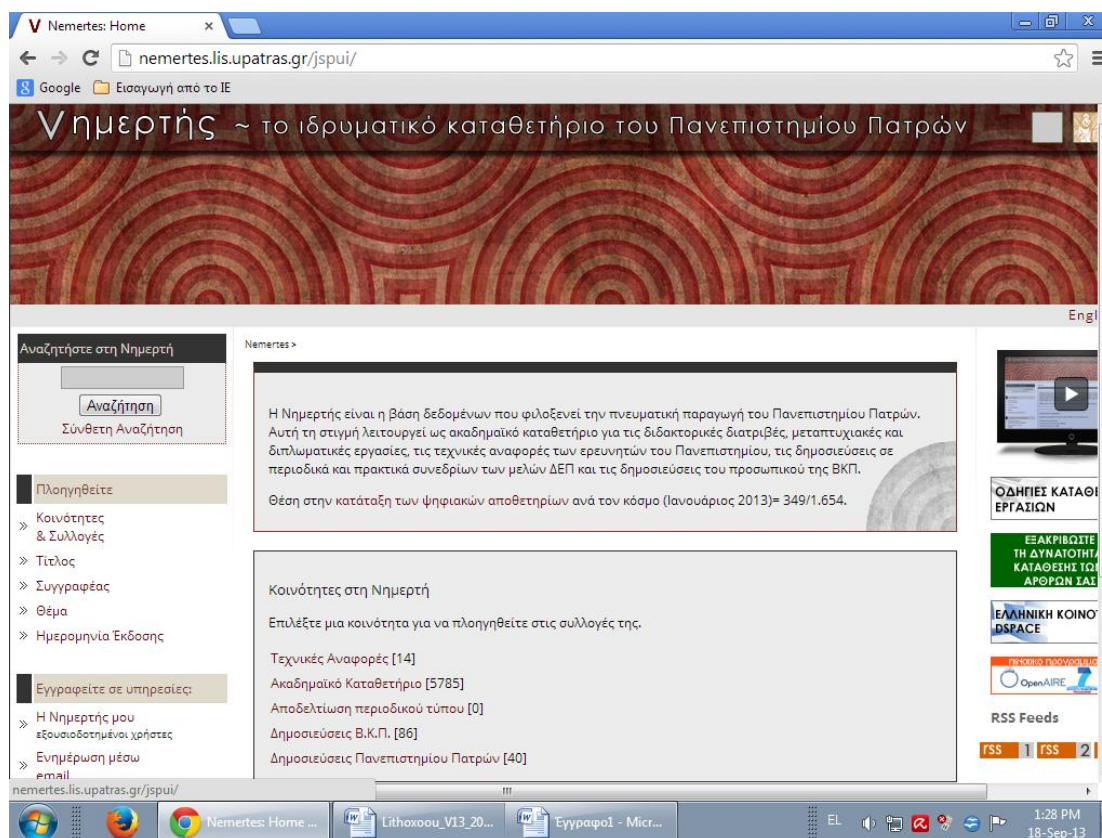 V Nemertes: Home
nemertes.lis.upatras.gr/jspui/
Google Εισαγωγή από το IE
Νημερτής ~ το ιδρυματικό καταθετήριο του Πανεπιστημίου Πατρών
Engl
Αναζητήστε στη Νημερτή
Αναζήτηση
Σύνθετη Αναζήτηση
Πλοηγηθείτε
» Κοινότητες
& Συλλογές
» Τίτλος
» Συγγραφέας
» Θέμα
» Ημερομηνία Έκδοσης
Εγγραφείτε σε υπηρεσίες:
» Η Νημερτής μου
εξουσιοδοτημένοι χρήστες
» Ενημέρωση μέσω
email
Nemertes >
Η Νημερτής είναι η βάση δεδομένων που φιλοξενεί την πνευματική παραγωγή του Πανεπιστημίου Πατρών.
Αυτή τη στιγμή λειτουργεί ως ακαδημαϊκό καταθετήριο για τις διδακτορικές διατριβές, μεταπτυχιακές και
διπλωματικές εργασίες, τις τεχνικές αναφορές των ερευνητών του Πανεπιστημίου, τις δημοσιεύσεις σε
περιοδικά και πρακτικά συνεδρίων των μελών ΔΕΠ και τις δημοσιεύσεις του προσωπικού της ΒΚΠ.
Θέση στην κατάταξη των ψηφιακών αποθετηρίων ανά τον κόσμο (Ιανουάριος 2013)= 349/1.654.
Κοινότητες στη Νημερτή
Επιλέξτε μια κοινότητα για να πλοηγηθείτε στις συλλογές της.
Τεχνικές Αναφορές [14]
Ακαδημαϊκό Καταθετήριο [5785]
Αποδελτίωση περιοδικού τύπου [0]
Δημοσιεύσεις Β.Κ.Π. [86]
Δημοσιεύσεις Πανεπιστημίου Πατρών [40]
ΟΔΗΓΙΕΣ ΚΑΤΑΘΕ
ΕΡΓΑΣΙΩΝ
ΕΞΑΚΡΙΒΩΣΤΕ
ΤΗ ΔΥΝΑΤΟΤΗΤΑ
ΚΑΤΑΘΕΣΗΣ ΤΩΝ
ΑΡΘΡΩΝ ΣΑΣ
ΕΛΛΗΝΙΚΗ ΚΟΙΝΟΤ
DSPACE
OpenAIRE 7
RSS Feeds
rss 1 rss 2
nemertes.lis.upatras.gr/jspui/
Nemertes: Home ... Lithoxoou_V13_20... Έγγραφο1 - Micr... EL 1:28 PM
18-Sep-13